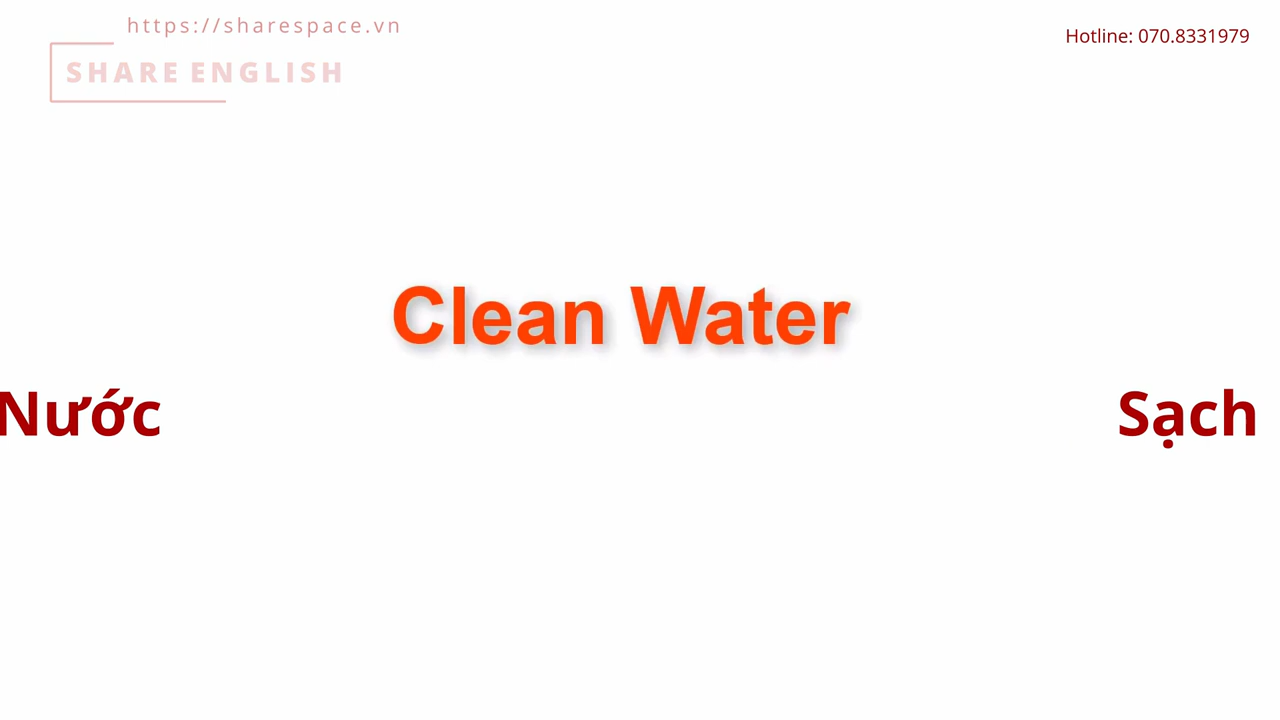 https://sharespace.vn
Hotline: 070.8331979
SHARE ENGLISH
Clean Water
Nước Sạch